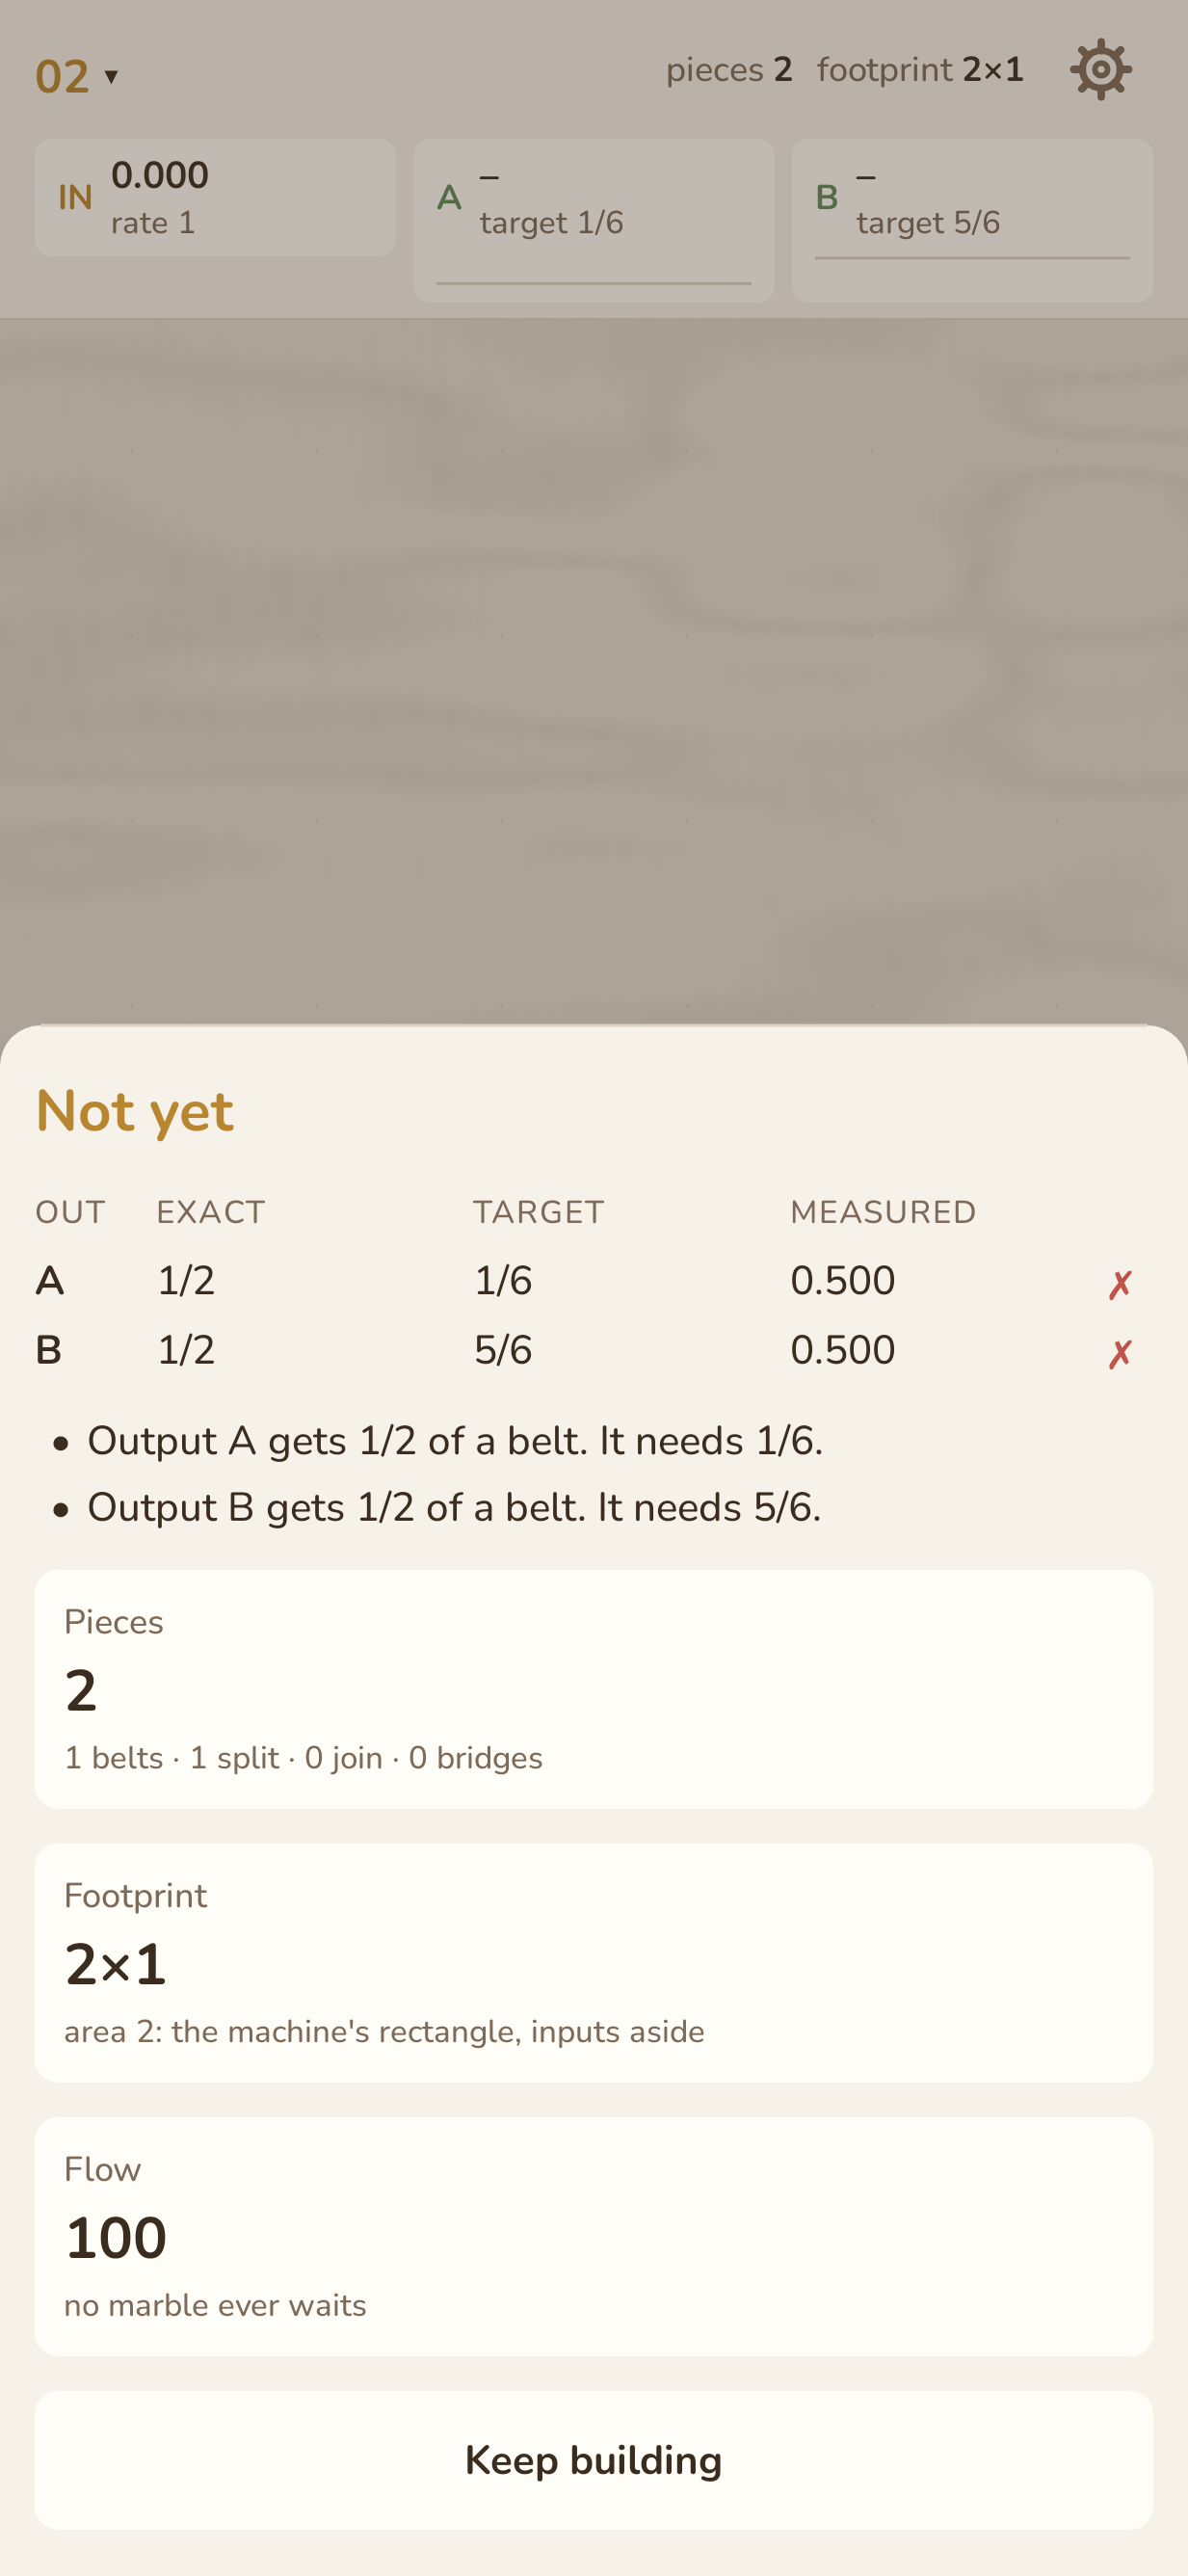 02 ▾ pieces 2 footprint 2×1
IN 0.000 rate 1
A – target 1/6
B – target 5/6
Not yet
OUT EXACT TARGET MEASURED
A 1/2 1/6 0.500 ✗
B 1/2 5/6 0.500 ✗
• Output A gets 1/2 of a belt. It needs 1/6.
• Output B gets 1/2 of a belt. It needs 5/6.
Pieces
2
1 belts · 1 split · 0 join · 0 bridges
Footprint
2×1
area 2: the machine's rectangle, inputs aside
Flow
100
no marble ever waits
Keep building